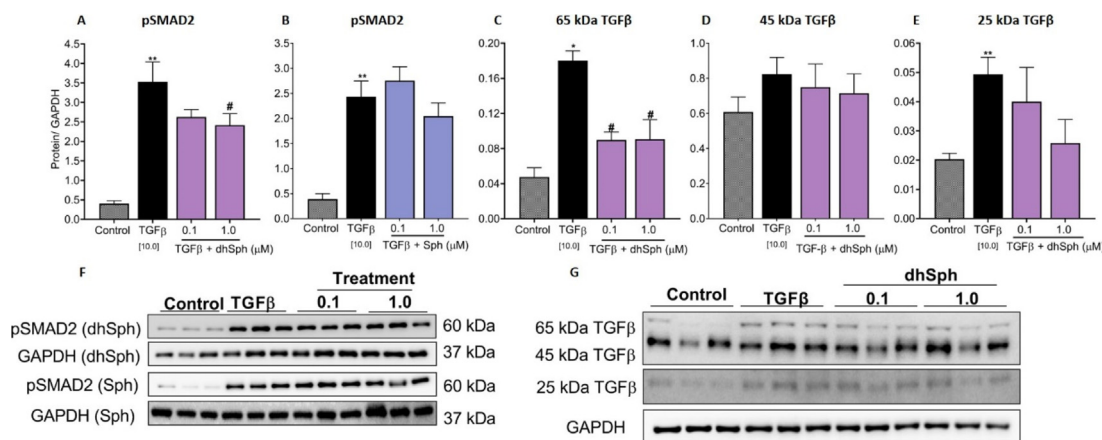 A pSMAD2
Protein/ GAPDH
4.5
4.0
3.5
3.0
2.5
2.0
1.5
1.0
0.5
0.0
**
#
Control TGFβ 0.1 1.0
[10.0] TGFβ + dhSph (μM)
B pSMAD2
3.5
3.0
2.5
2.0
1.5
1.0
0.5
0.0
**
Control TGFβ 0.1 1.0
[10.0] TGFβ + Sph (μM)
C 65 kDa TGFβ
0.20
0.16
0.12
0.08
0.04
0.00
*
# #
Control TGFβ 0.1 1.0
[10.0] TGFβ + dhSph (μM)
D 45 kDa TGFβ
1.0
0.8
0.6
0.4
0.2
0.0
Control TGFβ 0.1 1.0
[10.0] TGF-β + dhSph (μM)
E 25 kDa TGFβ
0.06
0.05
0.04
0.03
0.02
0.01
0.00
**
Control TGFβ 0.1 1.0
[10.0] TGFβ + dhSph (μM)
F
Treatment
Control TGFβ 0.1 1.0
pSMAD2 (dhSph) 60 kDa
GAPDH (dhSph) 37 kDa
pSMAD2 (Sph) 60 kDa
GAPDH (Sph) 37 kDa
G
dhSph
Control TGFβ 0.1 1.0
65 kDa TGFβ
45 kDa TGFβ
25 kDa TGFβ
GAPDH